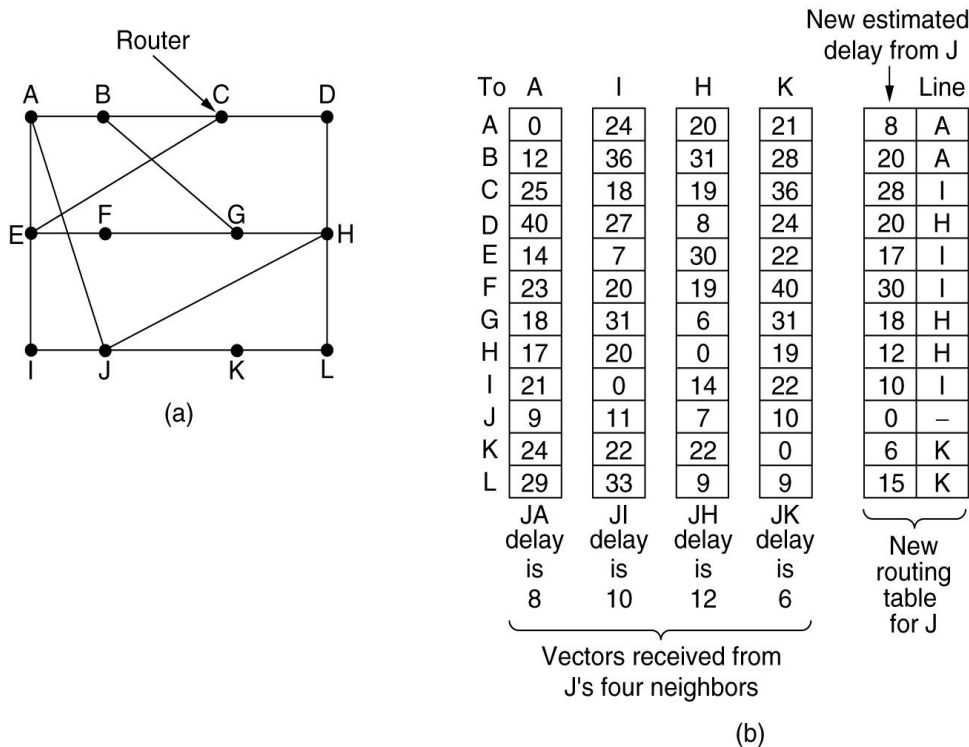 Router
A B C D
E F G H
I J K L
(a)
New estimated
delay from J
To A I H K Line
A 0 24 20 21 8 A
B 12 36 31 28 20 A
C 25 18 19 36 28 I
D 40 27 8 24 20 H
E 14 7 30 22 17 I
F 23 20 19 40 30 I
G 18 31 6 31 18 H
H 17 20 0 19 12 H
I 21 0 14 22 10 I
J 9 11 7 10 0 –
K 24 22 22 0 6 K
L 29 33 9 9 15 K
JA JI JH JK
delay delay delay delay
is is is is
8 10 12 6
New
routing
table
for J
Vectors received from
J's four neighbors
(b)